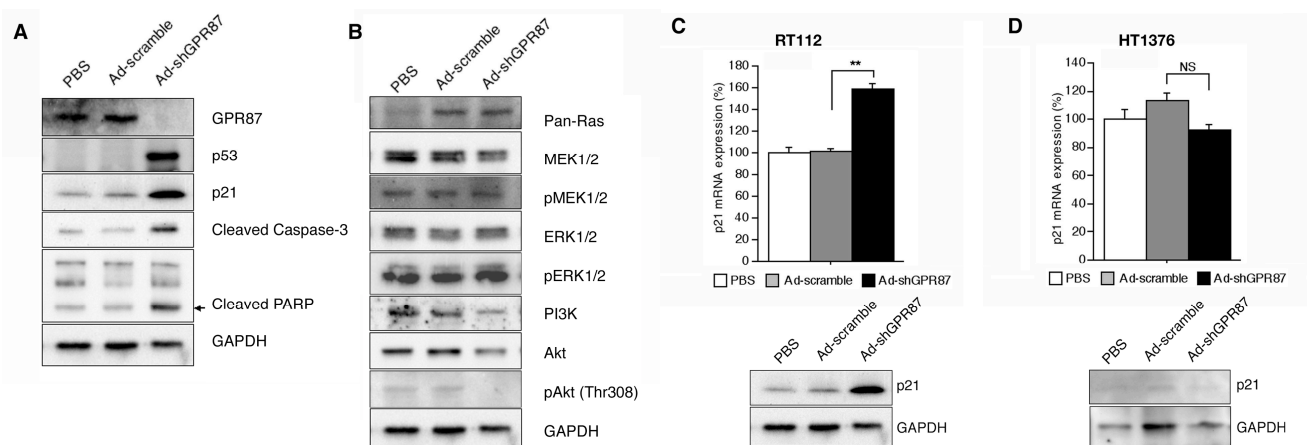 A
PBS
Ad-scramble
Ad-shGPR87
GPR87
p53
p21
Cleaved Caspase-3
Cleaved PARP
GAPDH
B
PBS
Ad-scramble
Ad-shGPR87
Pan-Ras
MEK1/2
pMEK1/2
ERK1/2
pERK1/2
PI3K
Akt
pAkt (Thr308)
GAPDH
C
RT112
p21 mRNA expression (%)
180
160
140
120
100
80
60
40
20
0
**
PBS Ad-scramble Ad-shGPR87
PBS
Ad-scramble
Ad-shGPR87
p21
GAPDH
D
HT1376
p21 mRNA expression (%)
140
120
100
80
60
40
20
0
NS
PBS Ad-scramble Ad-shGPR87
PBS
Ad-scramble
Ad-shGPR87
p21
GAPDH